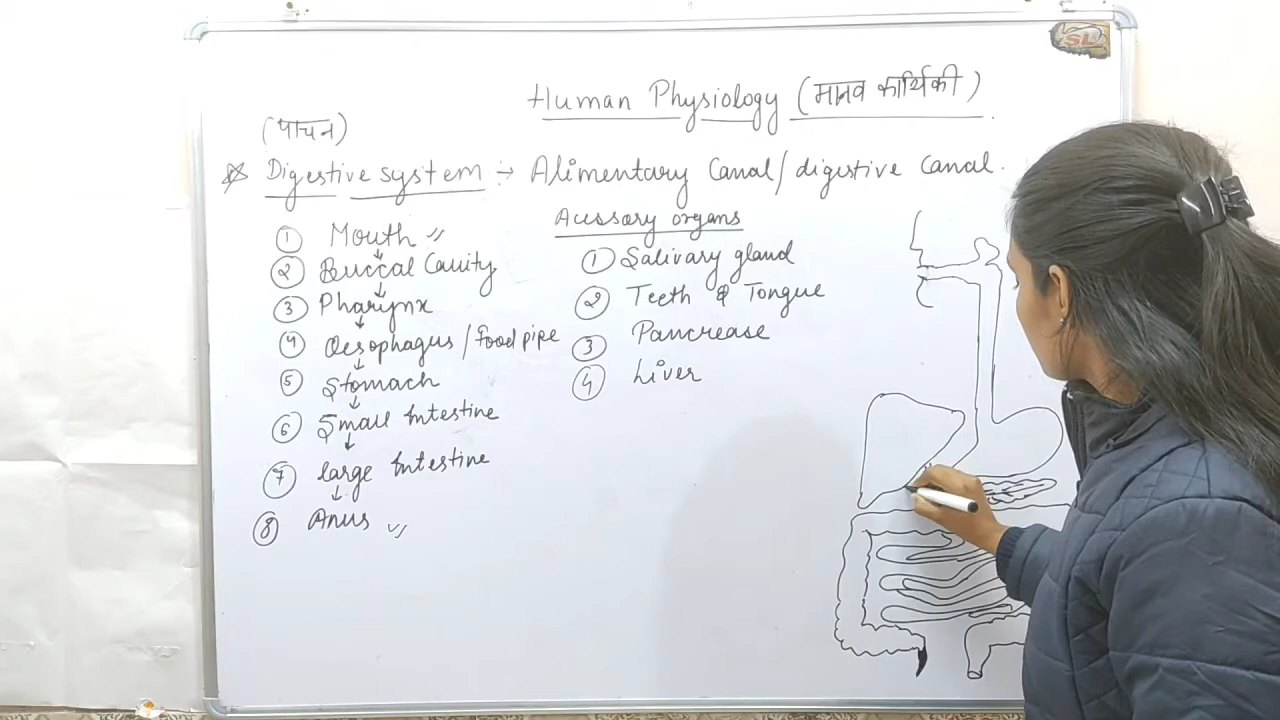 SL
Human Physiology (मानव कार्यिकी)
(पाचन)
Digestive system :→ Alimentary Canal/digestive Canal.
① Mouth
② Buccal Cavity
③ Pharynx
④ Oesophagus / Food pipe
⑤ Stomach
⑥ Small Intestine
⑦ large Intestine
⑧ Anus
Acussory organs
① Salivary gland
② Teeth & Tongue
③ Pancrease
④ Liver